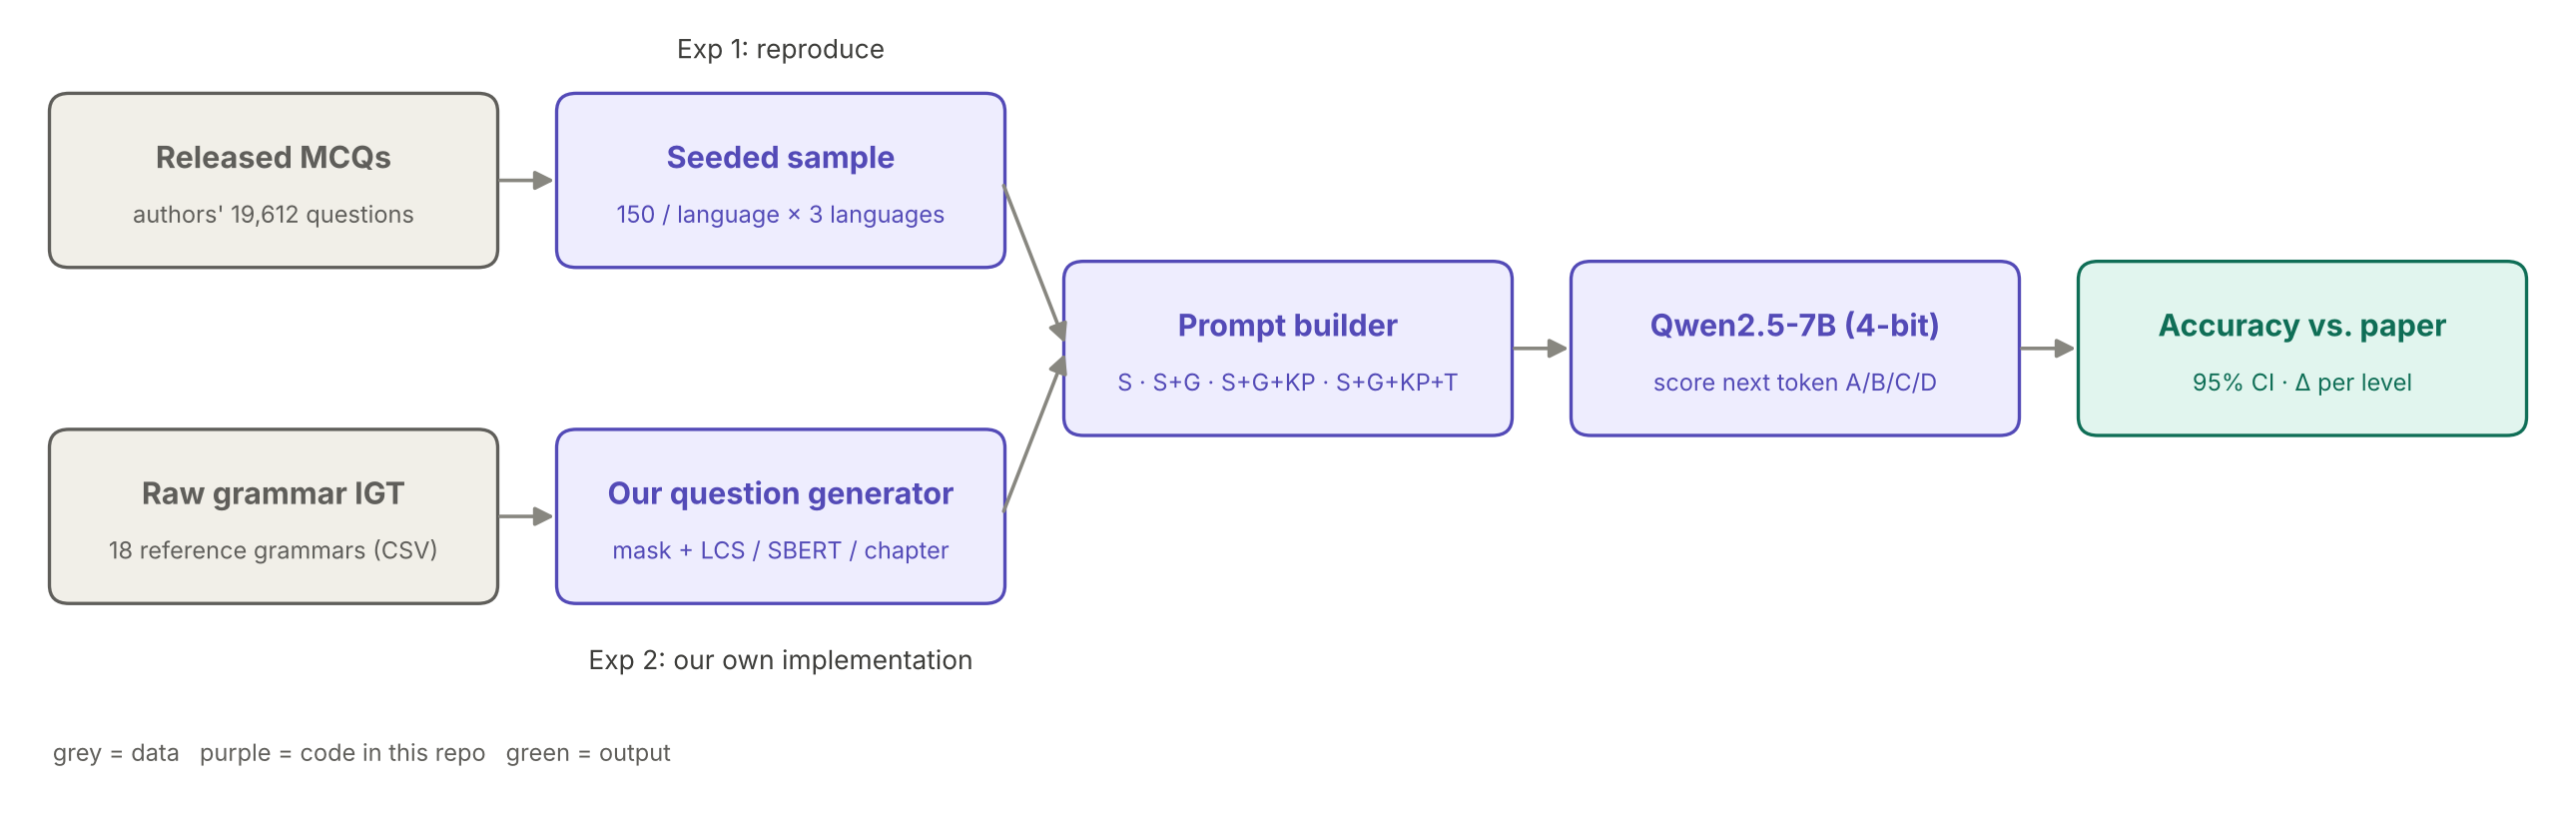 Exp 1: reproduce
Released MCQs
authors' 19,612 questions
Seeded sample
150 / language × 3 languages
Prompt builder
S · S+G · S+G+KP · S+G+KP+T
Qwen2.5-7B (4-bit)
score next token A/B/C/D
Accuracy vs. paper
95% CI · Δ per level
Raw grammar IGT
18 reference grammars (CSV)
Our question generator
mask + LCS / SBERT / chapter
Exp 2: our own implementation
grey = data purple = code in this repo green = output